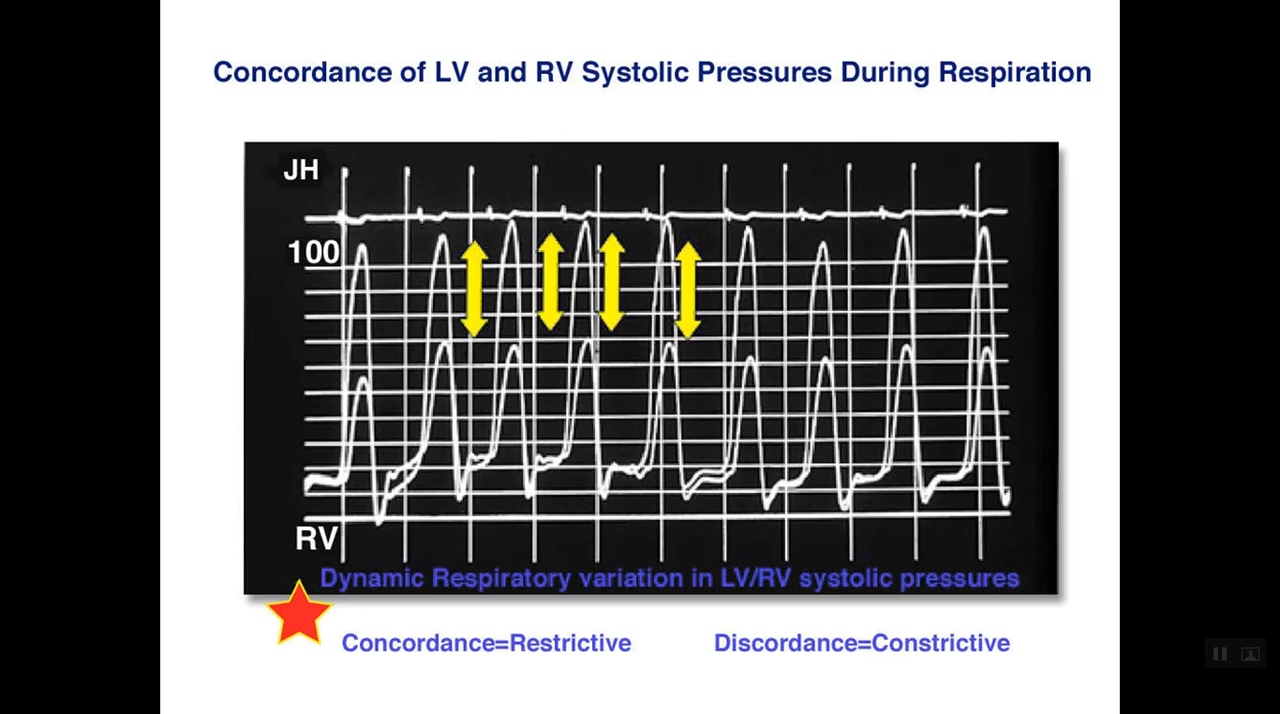 Concordance of LV and RV Systolic Pressures During Respiration
JH
100
RV
Dynamic Respiratory variation in LV/RV systolic pressures
Concordance=Restrictive
Discordance=Constrictive